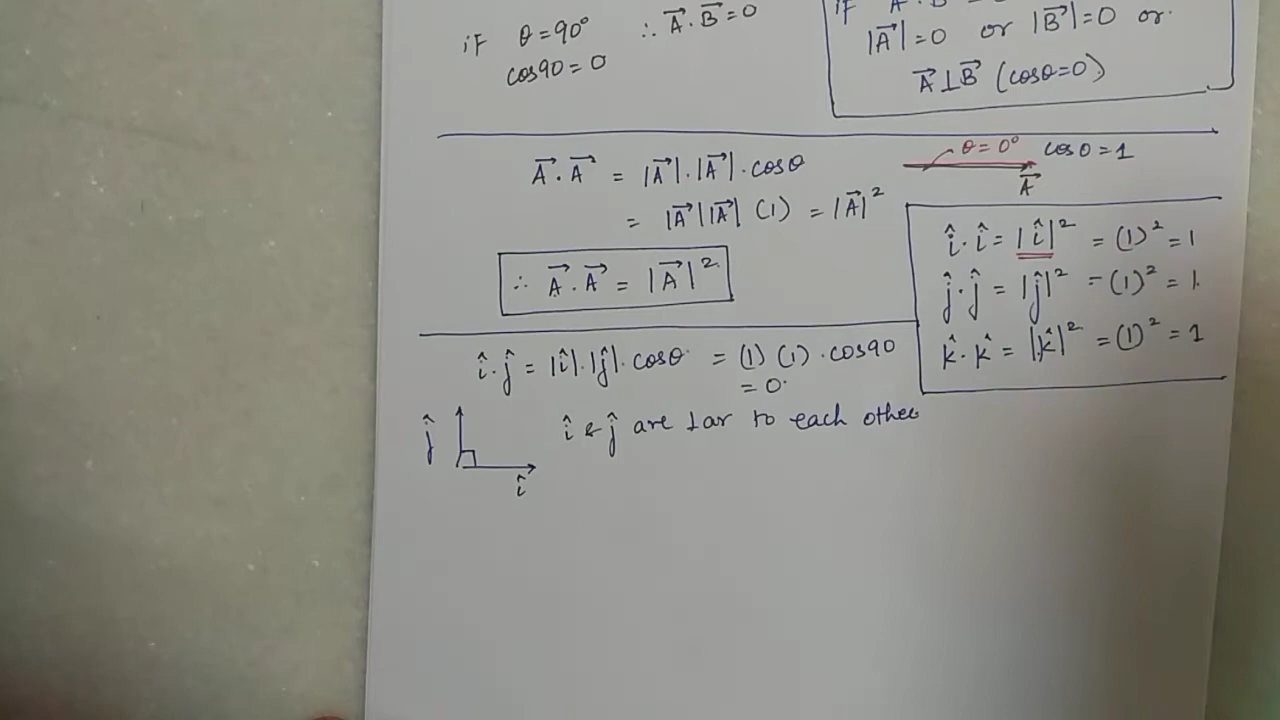 if θ = 90° ∴ A⃗ . B⃗ = 0
cos90 = 0
if
|A⃗| = 0 or |B⃗| = 0 or
A⃗ ⊥ B⃗ (cosθ = 0)
A⃗ . A⃗ = |A⃗| . |A⃗| . cosθ
= |A⃗| |A⃗| (1) = |A⃗|²
∴ A⃗ . A⃗ = |A⃗|²
θ = 0° cos0 = 1
A⃗
î . î = |î|² = (1)² = 1
ĵ . ĵ = |ĵ|² = (1)² = 1
k̂ . k̂ = |k̂|² = (1)² = 1
î . ĵ = |î| . |ĵ| . cosθ = (1) (1) . cos90
= 0
ĵ
î
î & ĵ are ⊥ar to each other